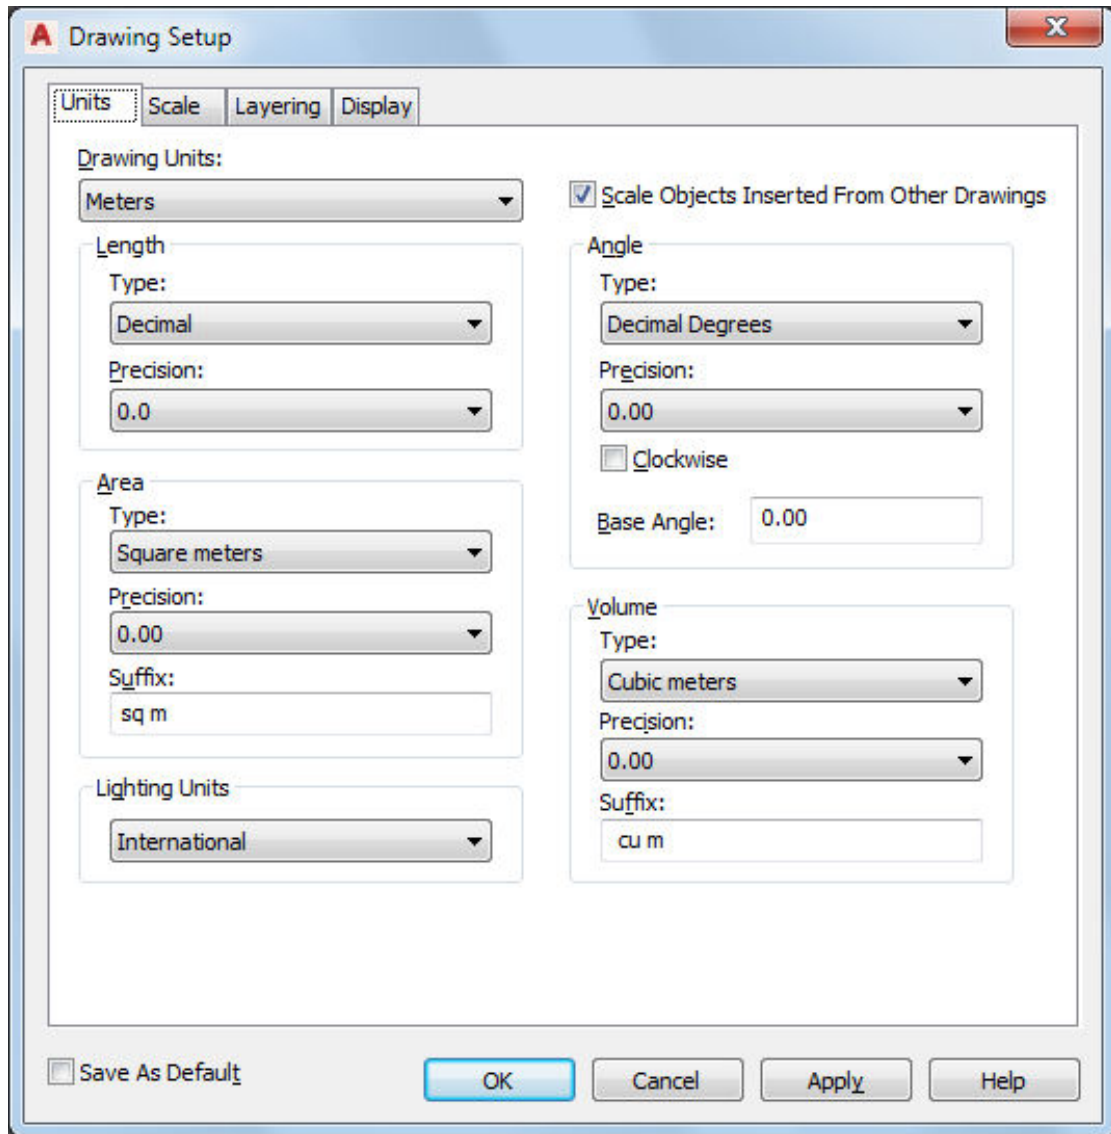 Drawing Setup
Units Scale Layering Display
Drawing Units:
Meters
Scale Objects Inserted From Other Drawings
Length
Type:
Decimal
Precision:
0.0
Angle
Type:
Decimal Degrees
Precision:
0.00
Clockwise
Base Angle: 0.00
Area
Type:
Square meters
Precision:
0.00
Suffix:
sq m
Volume
Type:
Cubic meters
Precision:
0.00
Suffix:
cu m
Lighting Units
International
Save As Default
OK Cancel Apply Help